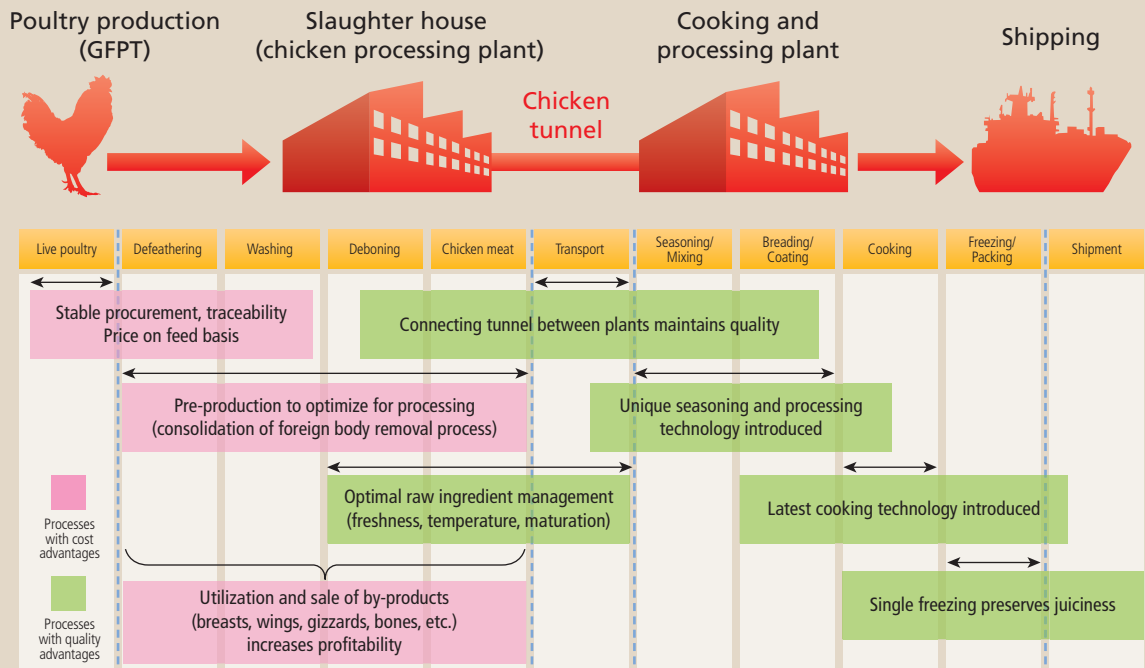 Poultry production
(GFPT)
Slaughter house
(chicken processing plant)
Cooking and
processing plant
Shipping
Chicken
tunnel
Live poultry
Defeathering
Washing
Deboning
Chicken meat
Transport
Seasoning/
Mixing
Breading/
Coating
Cooking
Freezing/
Packing
Shipment
Stable procurement, traceability
Price on feed basis
Connecting tunnel between plants maintains quality
Pre-production to optimize for processing
(consolidation of foreign body removal process)
Unique seasoning and processing
technology introduced
Optimal raw ingredient management
(freshness, temperature, maturation)
Latest cooking technology introduced
Processes
with cost
advantages
Utilization and sale of by-products
(breasts, wings, gizzards, bones, etc.)
increases profitability
Single freezing preserves juiciness
Processes
with quality
advantages